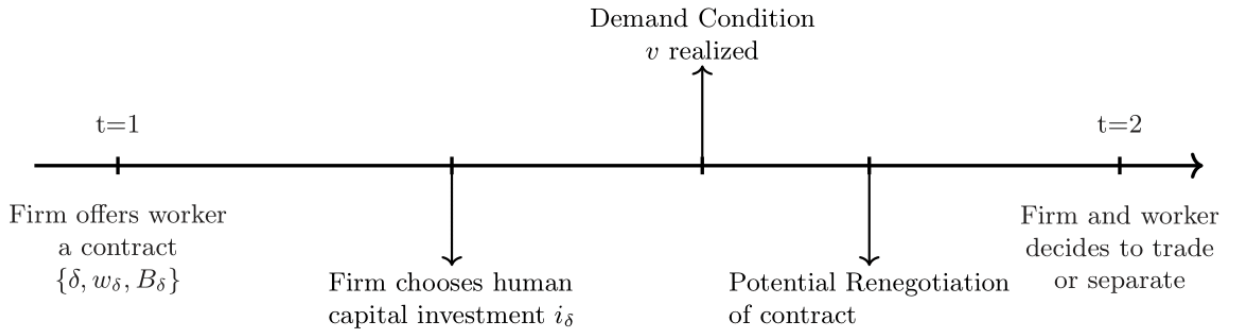 Demand Condition
v realized
t=1
t=2
Firm offers worker
a contract
{δ, w_δ, B_δ}
Firm chooses human
capital investment i_δ
Potential Renegotiation
of contract
Firm and worker
decides to trade
or separate